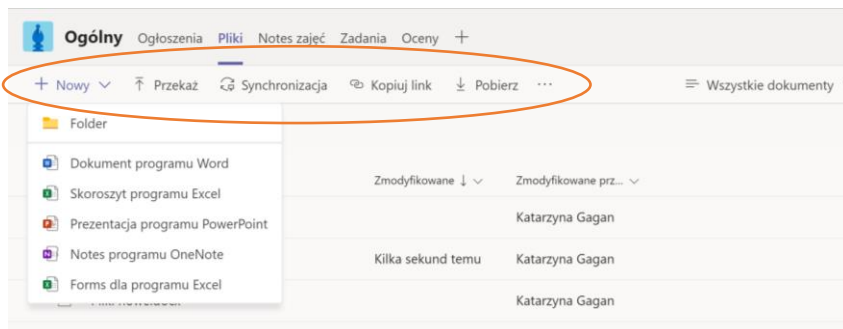 Ogólny Ogłoszenia Pliki Notes zajęć Zadania Oceny
Nowy Przekaż Synchronizacja Kopiuj link Pobierz ... Wszystkie dokumenty
Folder
Dokument programu Word
Skoroszyt programu Excel
Zmodyfikowane Zmodyfikowane prz...
Prezentacja programu PowerPoint
Katarzyna Gagan
Notes programu OneNote
Kilka sekund temu Katarzyna Gagan
Forms dla programu Excel
Katarzyna Gagan